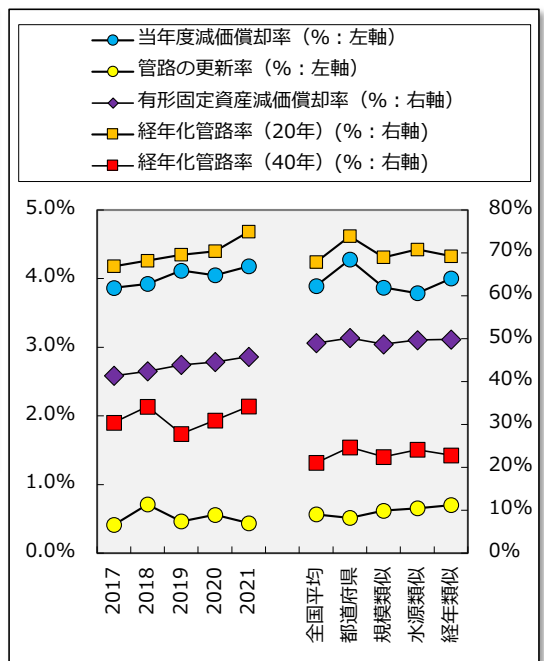 当年度減価償却率（%：左軸）
管路の更新率（%：左軸）
有形固定資産減価償却率（%：右軸）
経年化管路率（20年）(%：右軸)
経年化管路率（40年）(%：右軸)
5.0%
4.0%
3.0%
2.0%
1.0%
0.0%
80%
70%
60%
50%
40%
30%
20%
10%
0%
2017
2018
2019
2020
2021
全国平均
都道府県
規模類似
水源類似
経年類似